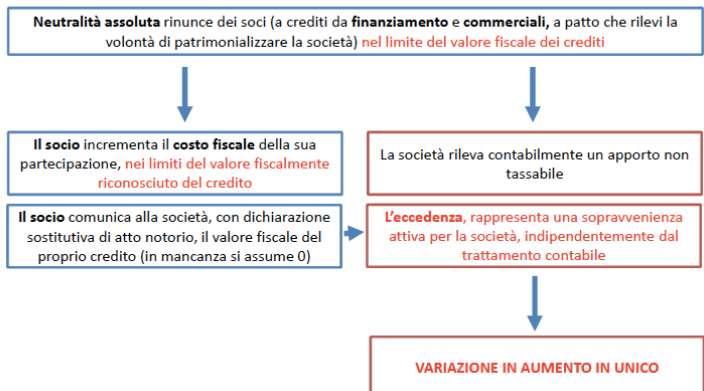 Neutralità assoluta rinunce dei soci (a crediti da finanziamento e commerciali, a patto che rilevi la
volontà di patrimonializzare la società) nel limite del valore fiscale dei crediti
Il socio incrementa il costo fiscale della sua
partecipazione, nei limiti del valore fiscalmente
riconosciuto del credito
La società rileva contabilmente un apporto non
tassabile
Il socio comunica alla società, con dichiarazione
sostitutiva di atto notorio, il valore fiscale del
proprio credito (in mancanza si assume 0)
L'eccedenza, rappresenta una sopravvenienza
attiva per la società, indipendentemente dal
trattamento contabile
VARIAZIONE IN AUMENTO IN UNICO